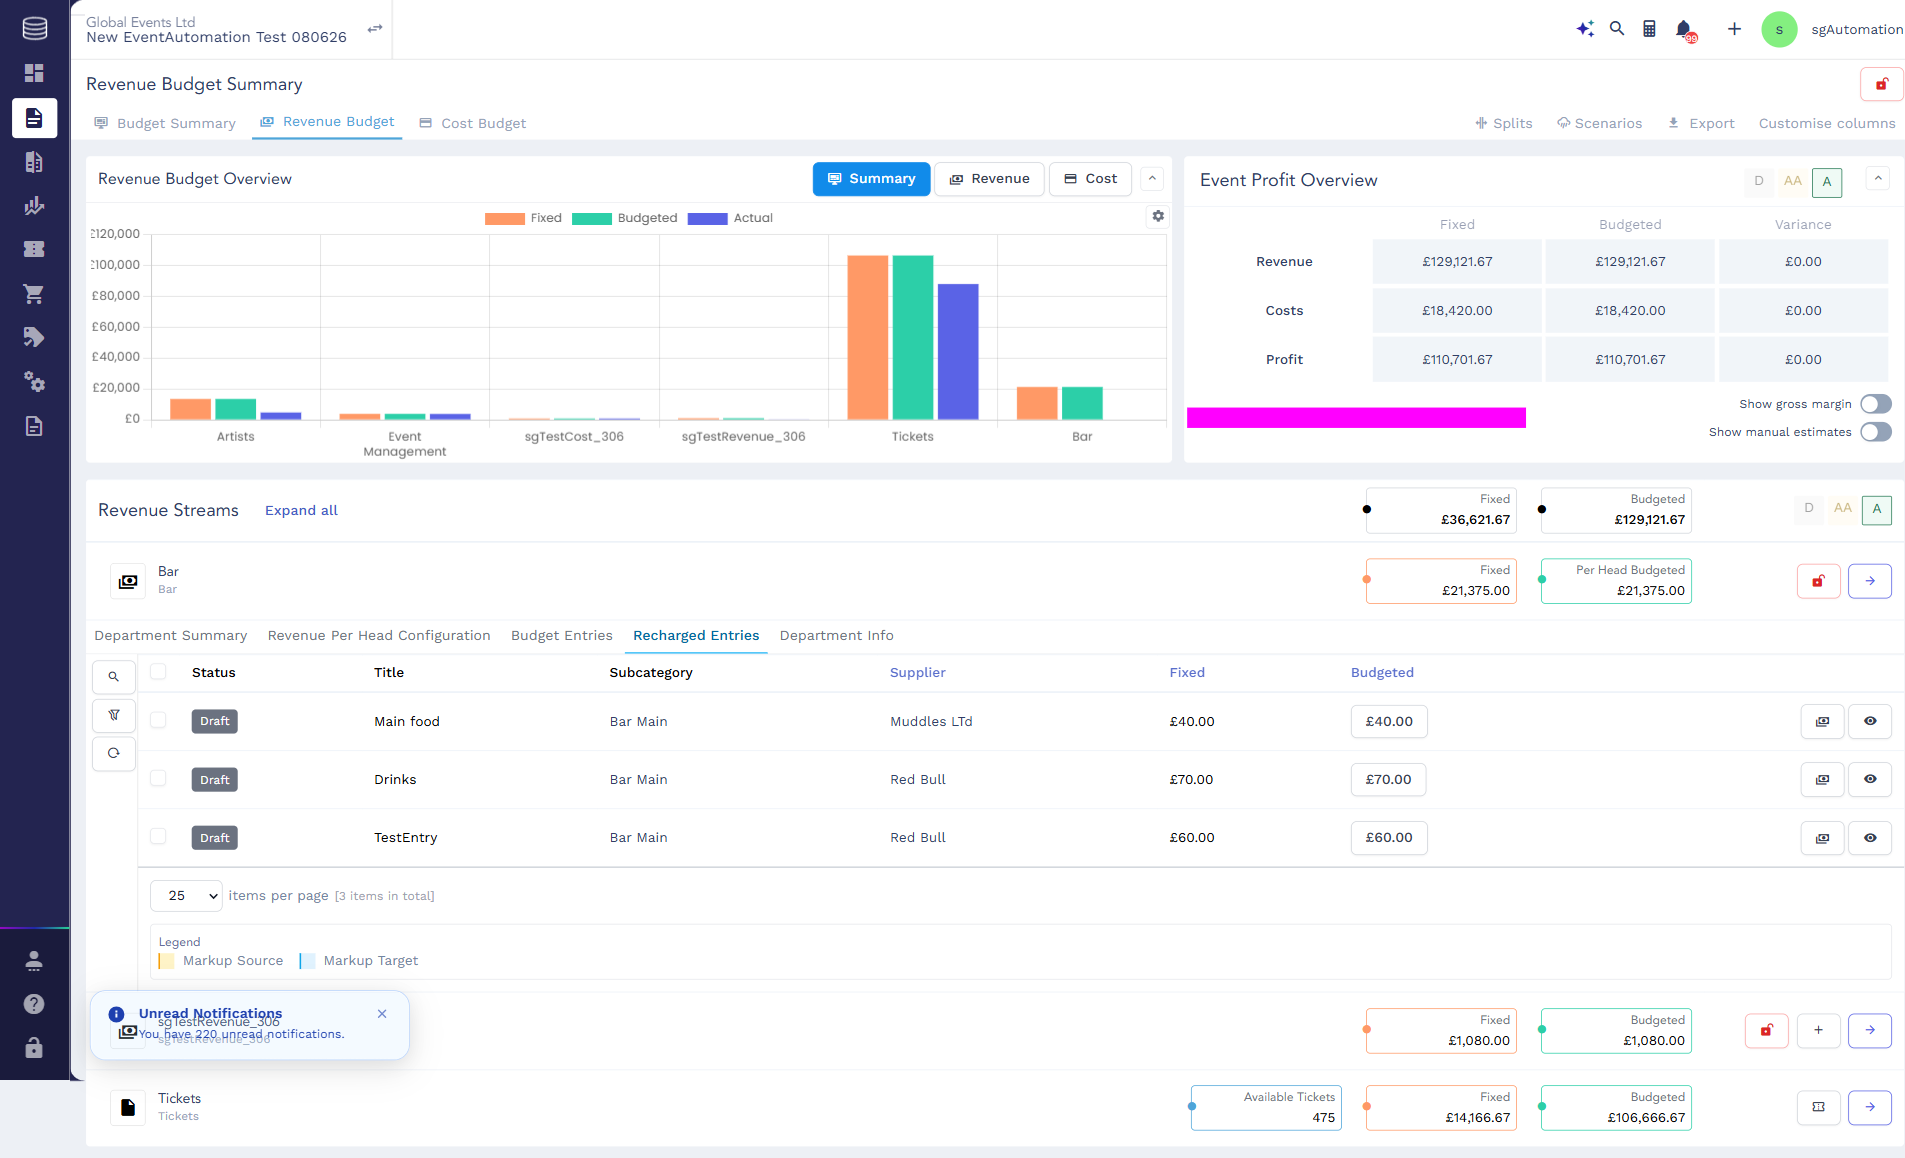 Global Events Ltd
New EventAutomation Test 080626
99
S
sgAutomation
Revenue Budget Summary
Budget Summary
Revenue Budget
Cost Budget
Splits
Scenarios
Export
Customise columns
Revenue Budget Overview
Summary
Revenue
Cost
Fixed
Budgeted
Actual
£120,000
£100,000
£80,000
£60,000
£40,000
£20,000
£0
Artists
Event Management
sgTestCost_306
sgTestRevenue_306
Tickets
Bar
Event Profit Overview
D AA A
Fixed Budgeted Variance
Revenue £129,121.67 £129,121.67 £0.00
Costs £18,420.00 £18,420.00 £0.00
Profit £110,701.67 £110,701.67 £0.00
Show gross margin
Show manual estimates
Revenue Streams
Expand all
Fixed
£36,621.67
Budgeted
£129,121.67
D AA A
Bar
Bar
Fixed
£21,375.00
Per Head Budgeted
£21,375.00
Department Summary
Revenue Per Head Configuration
Budget Entries
Recharged Entries
Department Info
Status Title Subcategory Supplier Fixed Budgeted
Draft Main food Bar Main Muddles LTd £40.00 £40.00
Draft Drinks Bar Main Red Bull £70.00 £70.00
Draft TestEntry Bar Main Red Bull £60.00 £60.00
25 items per page [3 items in total]
Legend
Markup Source
Markup Target
Unread Notifications
You have 220 unread notifications.
sgTestRevenue_306
sgTestRevenue_306
Fixed
£1,080.00
Budgeted
£1,080.00
Tickets
Tickets
Available Tickets
475
Fixed
£14,166.67
Budgeted
£106,666.67